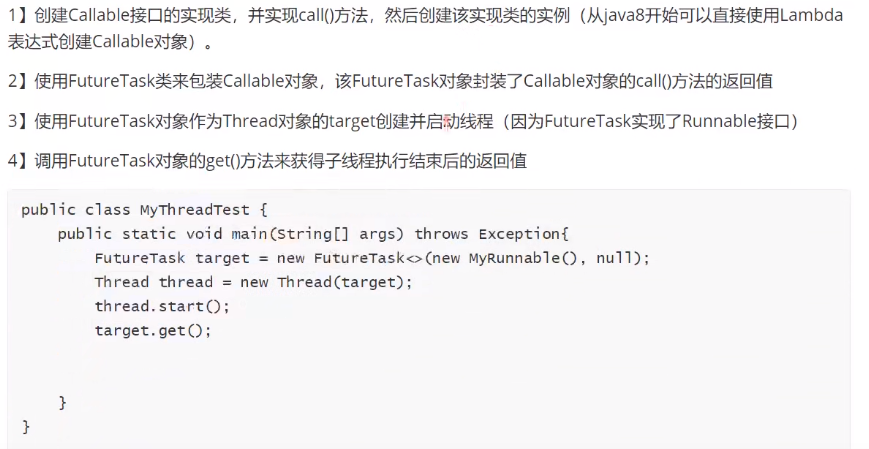 1】创建Callable接口的实现类，并实现call()方法，然后创建该实现类的实例（从java8开始可以直接使用Lambda
表达式创建Callable对象）。
2】使用FutureTask类来包装Callable对象，该FutureTask对象封装了Callable对象的call()方法的返回值
3】使用FutureTask对象作为Thread对象的target创建并启动线程（因为FutureTask实现了Runnable接口）
4】调用FutureTask对象的get()方法来获得子线程执行结束后的返回值
public class MyThreadTest {
    public static void main(String[] args) throws Exception{
        FutureTask target = new FutureTask<>(new MyRunnable(), null);
        Thread thread = new Thread(target);
        thread.start();
        target.get();
    }
}